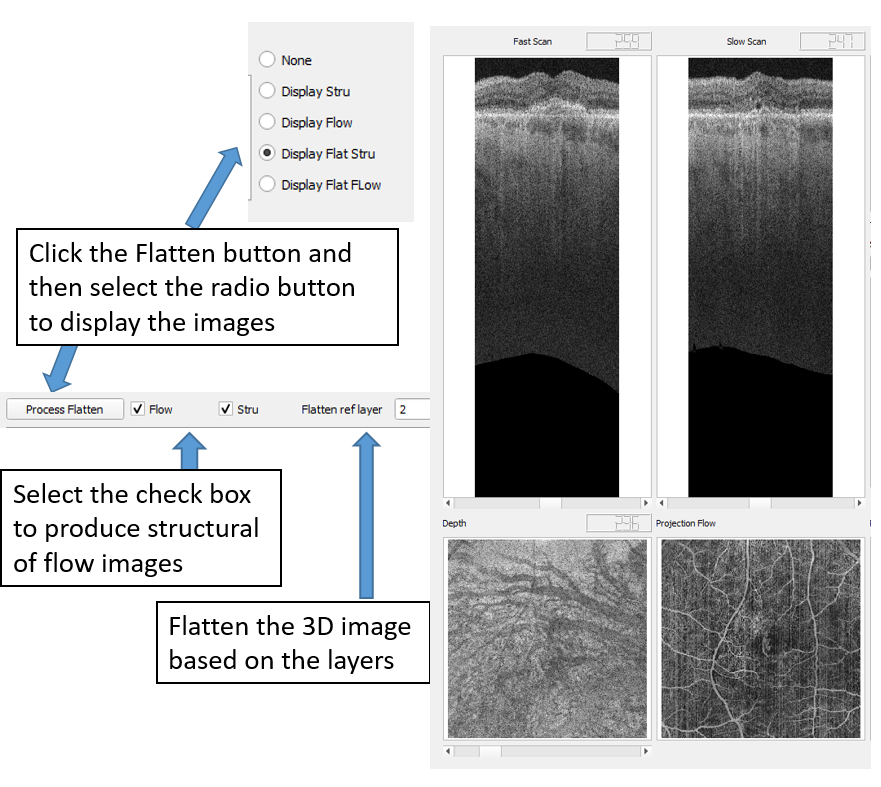 None
Display Stru
Display Flow
Display Flat Stru
Display Flat FLow
Click the Flatten button and
then select the radio button
to display the images
Process Flatten
Flow
Stru
Flatten ref layer
2
Select the check box
to produce structural
of flow images
Flatten the 3D image
based on the layers
Fast Scan
259
Slow Scan
247
Depth
296
Projection Flow